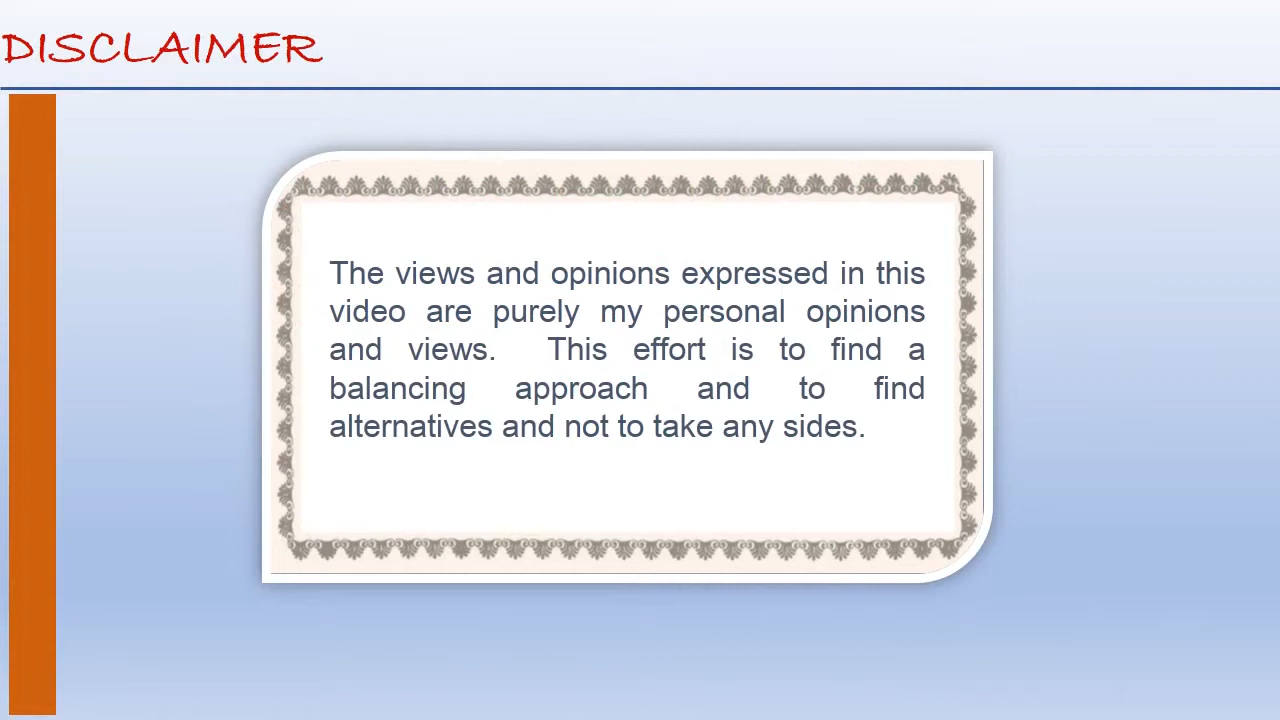 DISCLAIMER
The views and opinions expressed in this
video are purely my personal opinions
and views. This effort is to find a
balancing approach and to find
alternatives and not to take any sides.